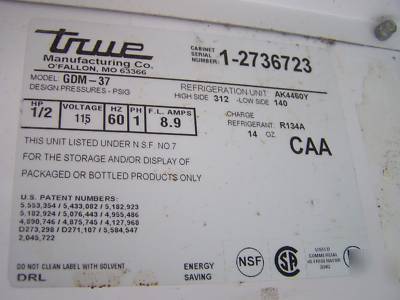 true
Manufacturing Co.
O'FALLON, MO 63366
CABINET
SERIAL
NUMBER: 1-2736723
MODEL: GDM-37
DESIGN PRESSURES - PSIG
REFRIGERATION UNIT AK4460Y
HIGH SIDE 312 -LOW SIDE 140
HP VOLTAGE HZ PH F.L. AMPS
1/2 115 60 1 8.9
CHARGE
REFRIGERANT: R134A
14 OZ.
CAA
THIS UNIT LISTED UNDER N.S.F NO 7
FOR THE STORAGE AND/OR DISPLAY OF
PACKAGED OR BOTTLED PRODUCTS ONLY
U.S. PATENT NUMBERS:
5,553,354 / 5,433,082 / 5,182,923
5,182,924 / 5,076,443 / 4,955,486
4,890,746 / 4,875,745 / 4,127,968
D273,298 / D271,107 / 5,584,547
2,045,722
DO NOT CLEAN LABEL WITH SOLVENT
DRL
ENERGY
SAVING
NSF
SA